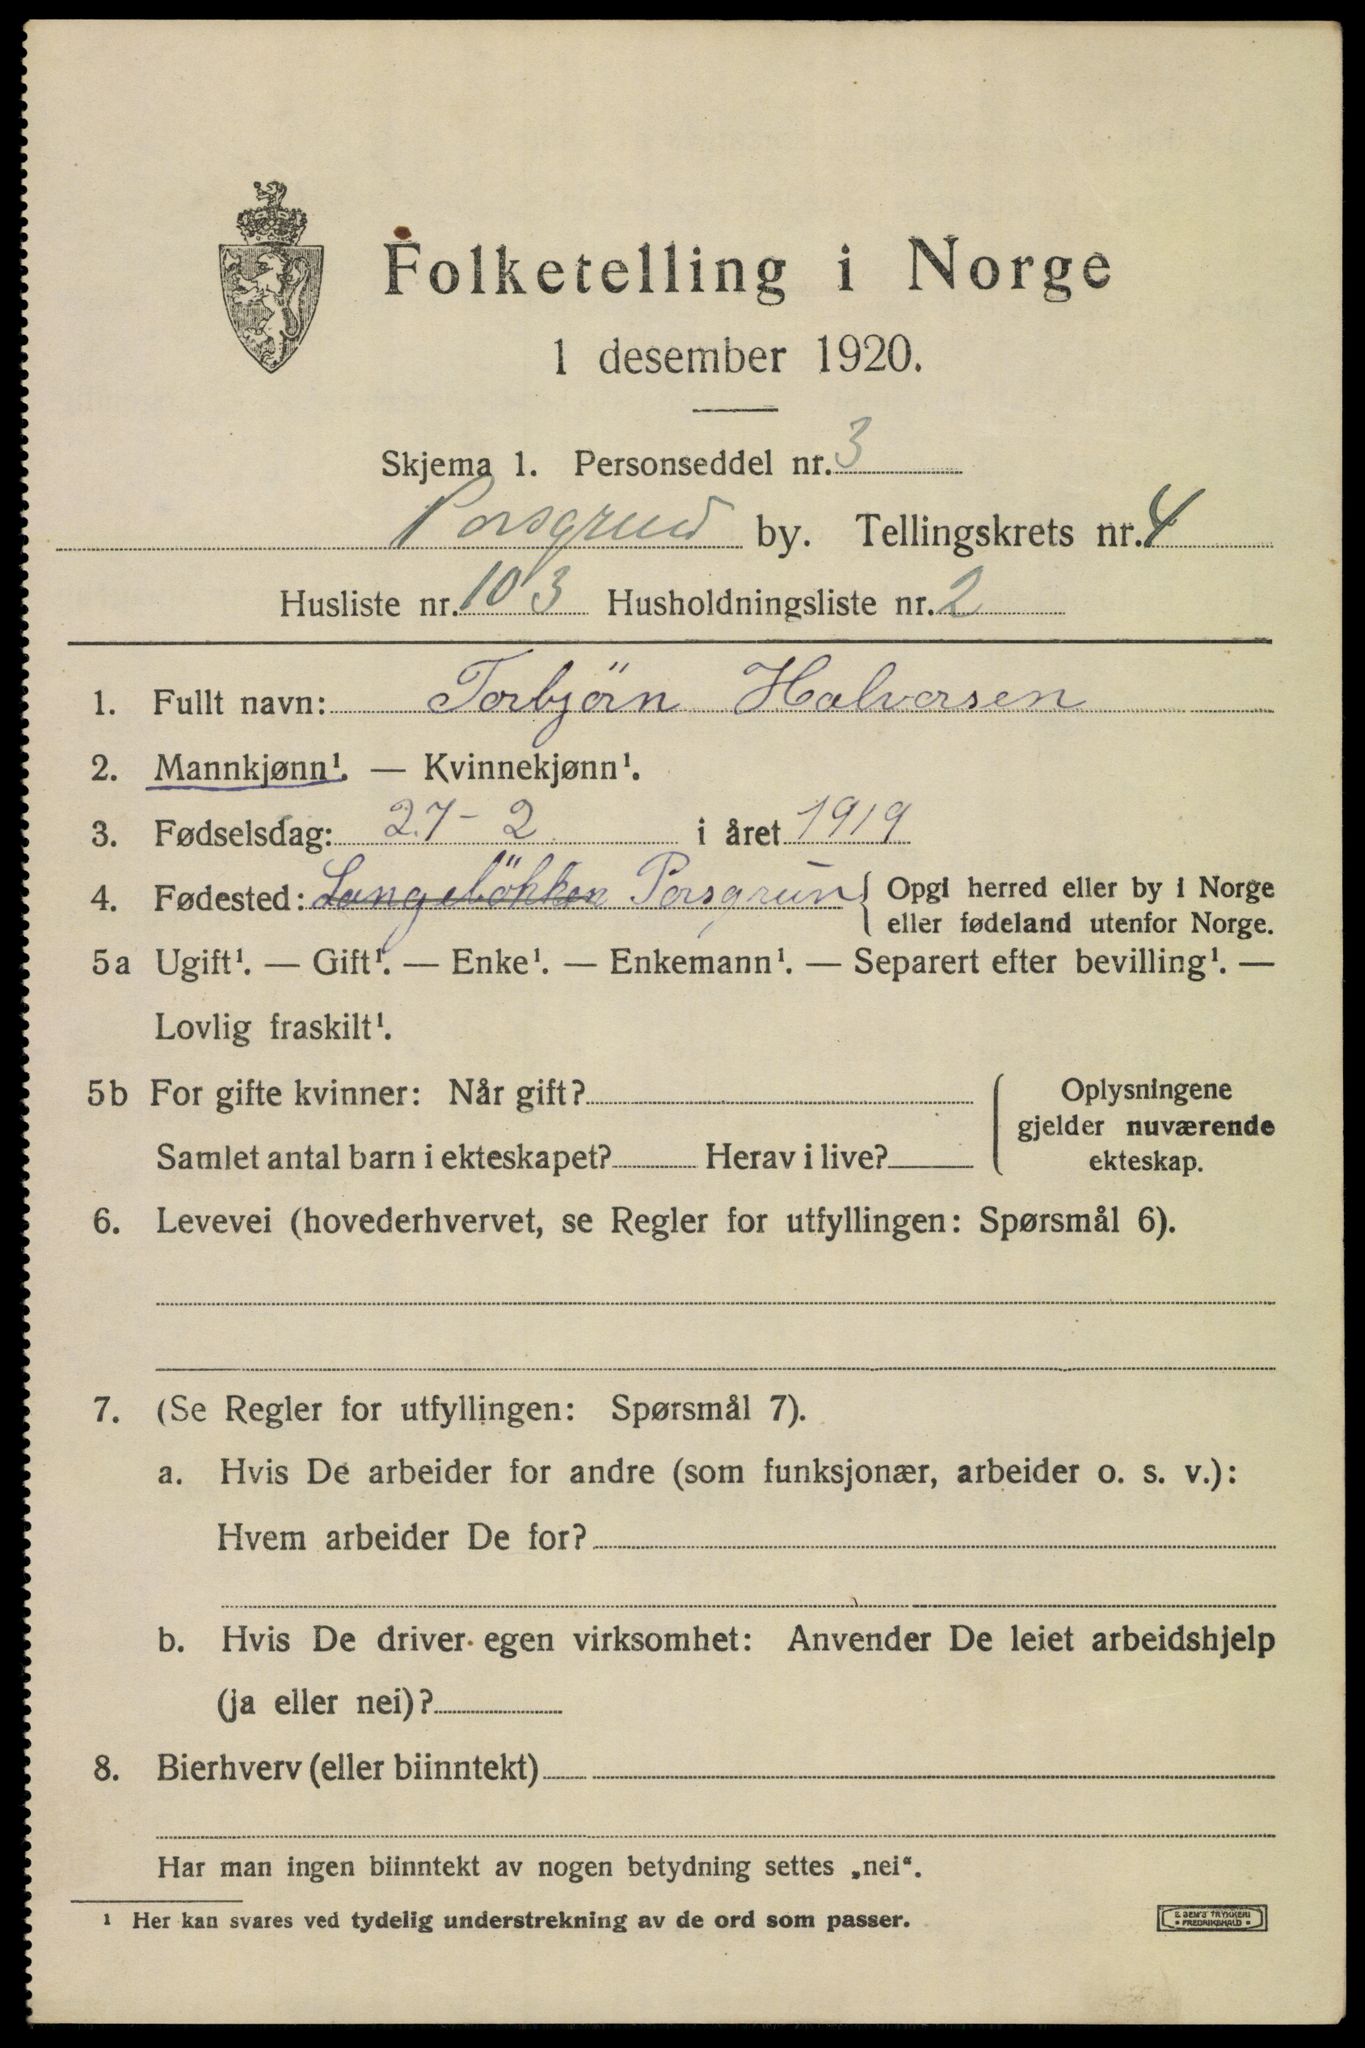 Folketelling i Norge
1 desember 1920.
Skjema 1. Personseddel nr. 3
Porsgrund by. Tellingskrets nr. 4
Husliste nr. 103 Husholdningsliste nr. 2
1. Fullt navn: Torbjörn Halvorsen
2. Mannkjønn¹. — Kvinnekjønn¹.
3. Fødselsdag: 27-2 i året 1919
4. Fødested: Langelökken Porsgrun { Opgi herred eller by i Norge
eller fødeland utenfor Norge.
5a Ugift¹. — Gift¹. — Enke¹. — Enkemann¹. — Separert efter bevilling¹. —
Lovlig fraskilt¹.
5b For gifte kvinner: Når gift?
Samlet antal barn i ekteskapet? Herav i live?
Oplysningene
gjelder nuværende
ekteskap.
6. Levevei (hovederhvervet, se Regler for utfyllingen: Spørsmål 6).
7. (Se Regler for utfyllingen: Spørsmål 7).
a. Hvis De arbeider for andre (som funksjonær, arbeider o. s. v.):
Hvem arbeider De for?
b. Hvis De driver egen virksomhet: Anvender De leiet arbeidshjelp
(ja eller nei)?
8. Bierhverv (eller biinntekt)
Har man ingen biinntekt av nogen betydning settes „nei".
¹ Her kan svares ved tydelig understrekning av de ord som passer.
E SEM'S TRYKKERI
• FREDRIKSHALD •